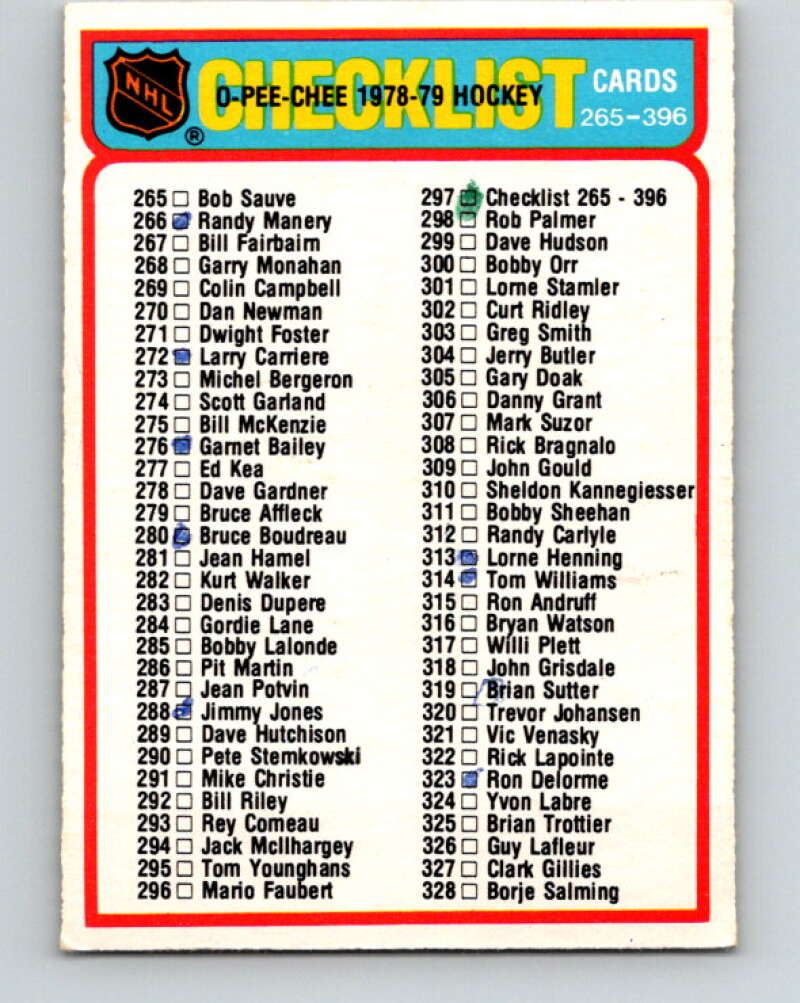 NHL
®
CHECKLIST
O-PEE-CHEE 1978-79 HOCKEY
CARDS
265-396
265 □ Bob Sauve
266 □ Randy Manery
267 □ Bill Fairbairn
268 □ Garry Monahan
269 □ Colin Campbell
270 □ Dan Newman
271 □ Dwight Foster
272 □ Larry Carriere
273 □ Michel Bergeron
274 □ Scott Garland
275 □ Bill McKenzie
276 □ Garnet Bailey
277 □ Ed Kea
278 □ Dave Gardner
279 □ Bruce Affleck
280 □ Bruce Boudreau
281 □ Jean Hamel
282 □ Kurt Walker
283 □ Denis Dupere
284 □ Gordie Lane
285 □ Bobby Lalonde
286 □ Pit Martin
287 □ Jean Potvin
288 □ Jimmy Jones
289 □ Dave Hutchison
290 □ Pete Stemkowski
291 □ Mike Christie
292 □ Bill Riley
293 □ Rey Comeau
294 □ Jack McIlhargey
295 □ Tom Younghans
296 □ Mario Faubert
297 □ Checklist 265 - 396
298 □ Rob Palmer
299 □ Dave Hudson
300 □ Bobby Orr
301 □ Lorne Stamler
302 □ Curt Ridley
303 □ Greg Smith
304 □ Jerry Butler
305 □ Gary Doak
306 □ Danny Grant
307 □ Mark Suzor
308 □ Rick Bragnalo
309 □ John Gould
310 □ Sheldon Kannegiesser
311 □ Bobby Sheehan
312 □ Randy Carlyle
313 □ Lorne Henning
314 □ Tom Williams
315 □ Ron Andruff
316 □ Bryan Watson
317 □ Willi Plett
318 □ John Grisdale
319 □ Brian Sutter
320 □ Trevor Johansen
321 □ Vic Venasky
322 □ Rick Lapointe
323 □ Ron Delorme
324 □ Yvon Labre
325 □ Brian Trottier
326 □ Guy Lafleur
327 □ Clark Gillies
328 □ Borje Salming